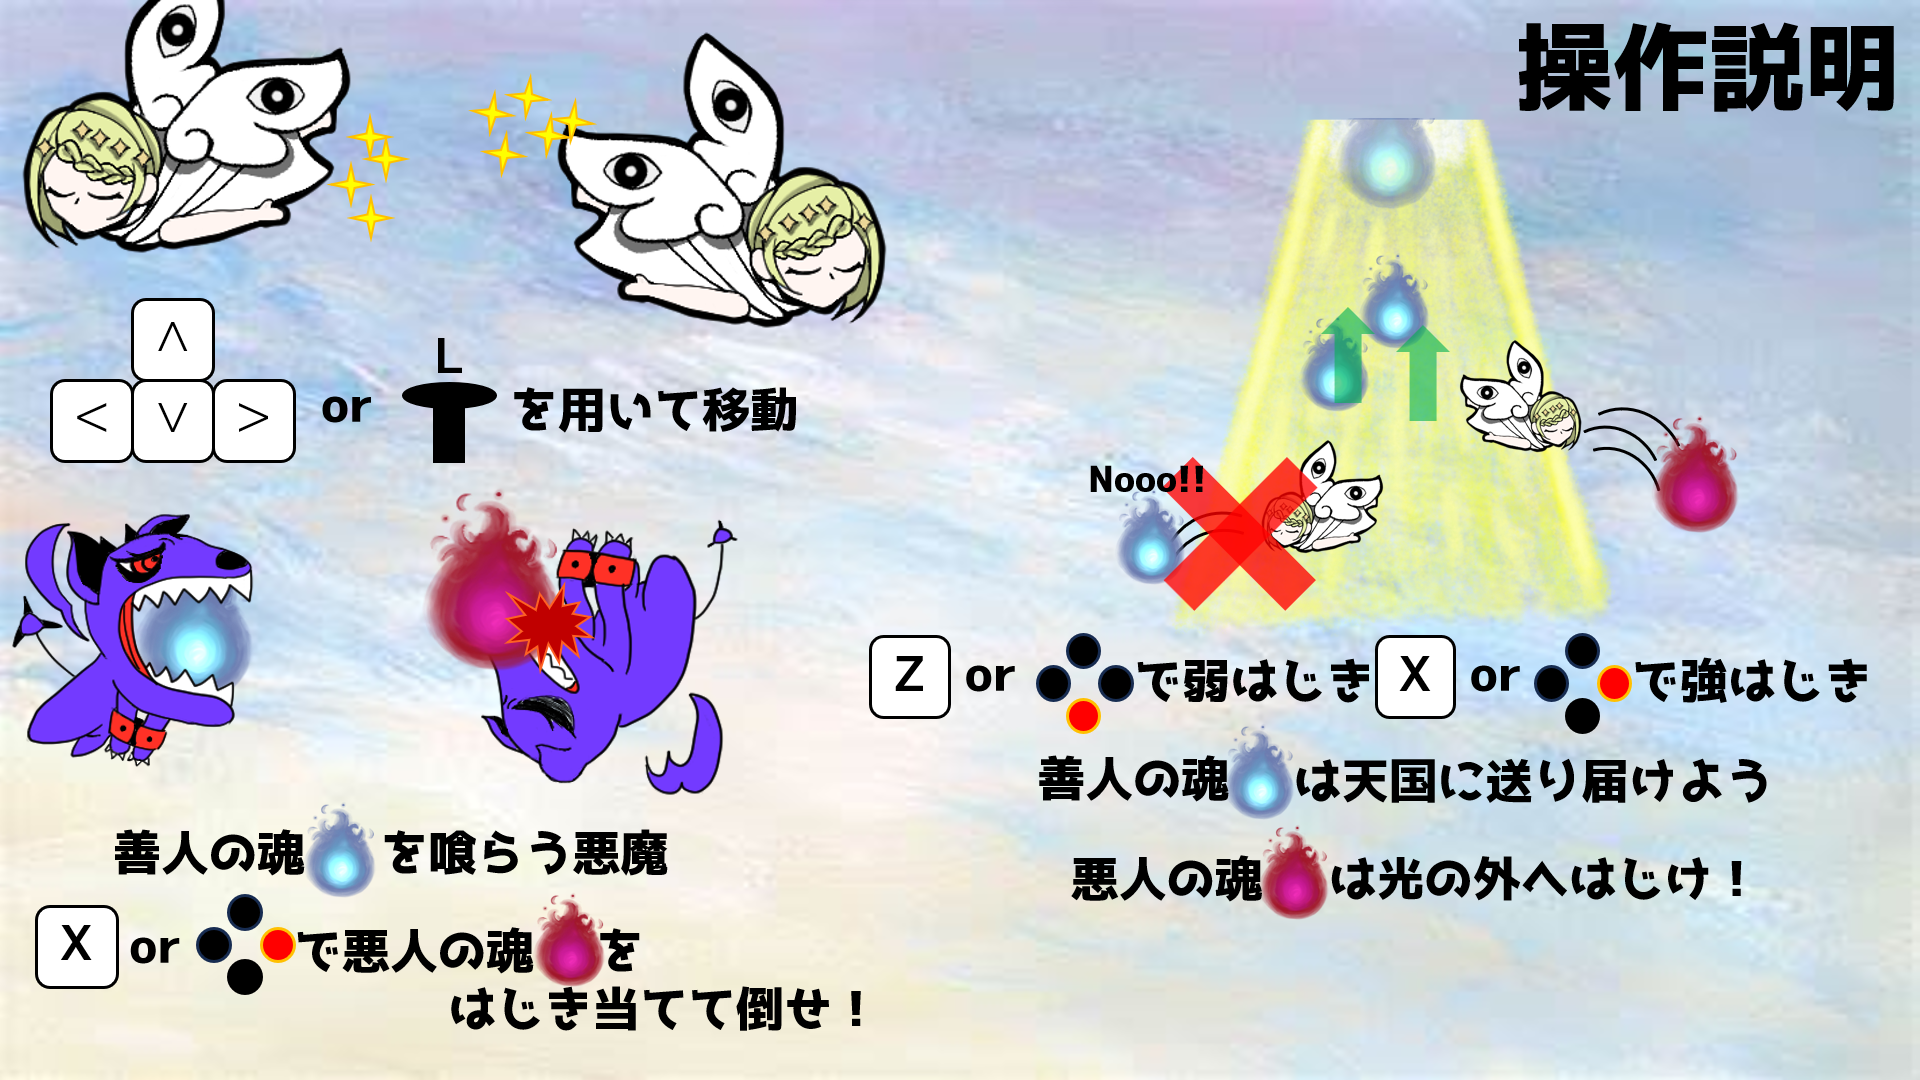 操作説明
^
< v >
or
L
を用いて移動
Nooo!!
Z or で弱はじき
X or で強はじき
善人の魂は天国に送り届けよう
悪人の魂は光の外へはじけ！
善人の魂を喰らう悪魔
X or で悪人の魂を
はじき当てて倒せ！